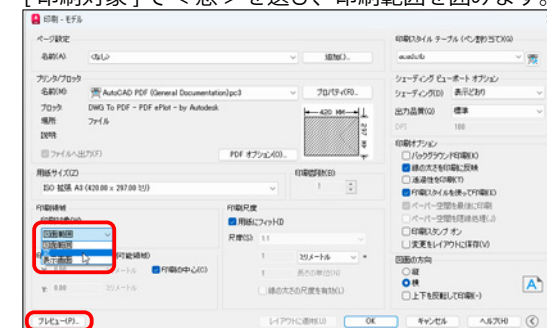 [ 印刷対象 ] で < 窓 > を選び、印刷範囲を囲みます。
印刷 - モデル
ページ設定
名前(A)
<なし>
追加()...
印刷スタイル テーブル (ペン割り当て)(G)
acad.ctb
プリンタ/プロッタ
名前(M)
AutoCAD PDF (General Documentation).pc3
プロパティ(R)...
プロッタ:
DWG To PDF - PDF ePlot - by Autodesk
場所:
ファイル
説明:
ファイルへ出力(F)
PDF オプション(O)...
420 MM
297 MM
シェーディング ビューポート オプション
シェーディング(D)
表示どおり
出力品質(Q)
標準
DPI
100
用紙サイズ(Z)
ISO 拡張 A3 (420.00 x 297.00 ミリ)
印刷部数(B)
1
印刷オプション
バックグラウンド印刷(K)
線の太さを印刷に反映
透過性を印刷(T)
印刷スタイルを使って印刷(E)
ペーパー空間を最後に印刷
ペーパー空間を隠線処理(J)
印刷スタンプ オン
変更をレイアウトに保存(V)
印刷領域
印刷対象(W)
図面範囲
図面範囲
窓
表示画面
可能領域)
印刷の中心(C)
ミリメートル
Y:
0.00
ミリメートル
印刷尺度
用紙にフィット(I)
尺度(S):
1:1
1
ミリメートル
=
1
長さの単位(N)
線の太さの尺度を有効(L)
図面の方向
縦
横
上下を反転して印刷(-)
A
プレビュー(P)...
レイアウトに適用(U)
OK
キャンセル
ヘルプ(H)